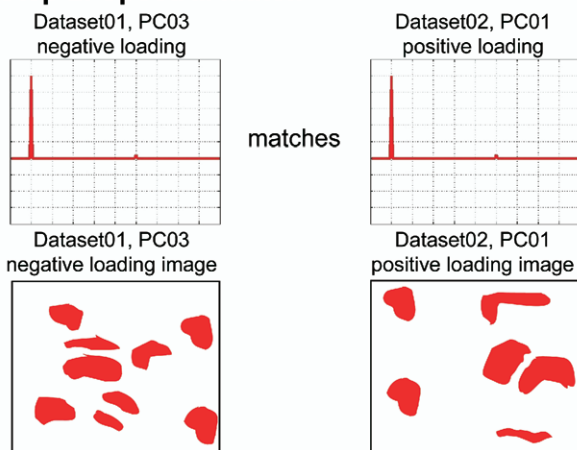 Dataset01, PC03
negative loading
Dataset02, PC01
positive loading
matches
Dataset01, PC03
negative loading image
Dataset02, PC01
positive loading image